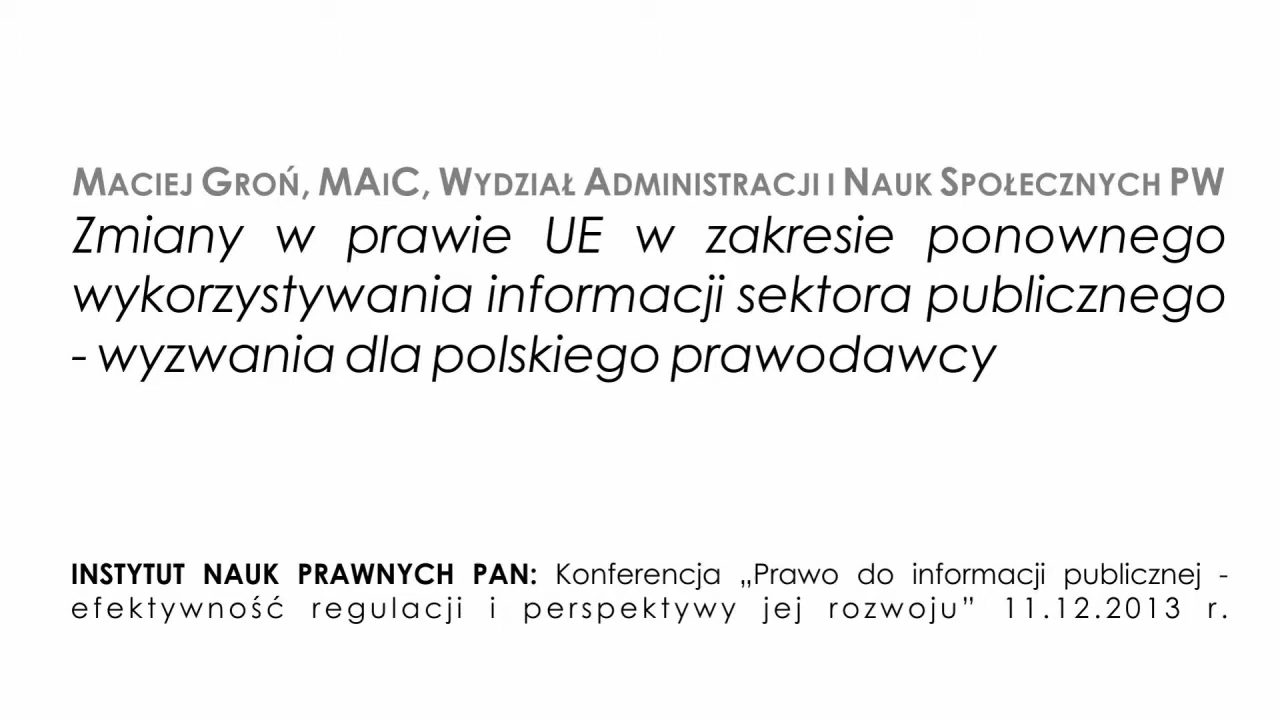 MACIEJ GROŃ, MAIC, WYDZIAŁ ADMINISTRACJI I NAUK SPOŁECZNYCH PW
Zmiany w prawie UE w zakresie ponownego
wykorzystywania informacji sektora publicznego
- wyzwania dla polskiego prawodawcy
INSTYTUT NAUK PRAWNYCH PAN: Konferencja „Prawo do informacji publicznej -
efektywność regulacji i perspektywy jej rozwoju” 11.12.2013 r.